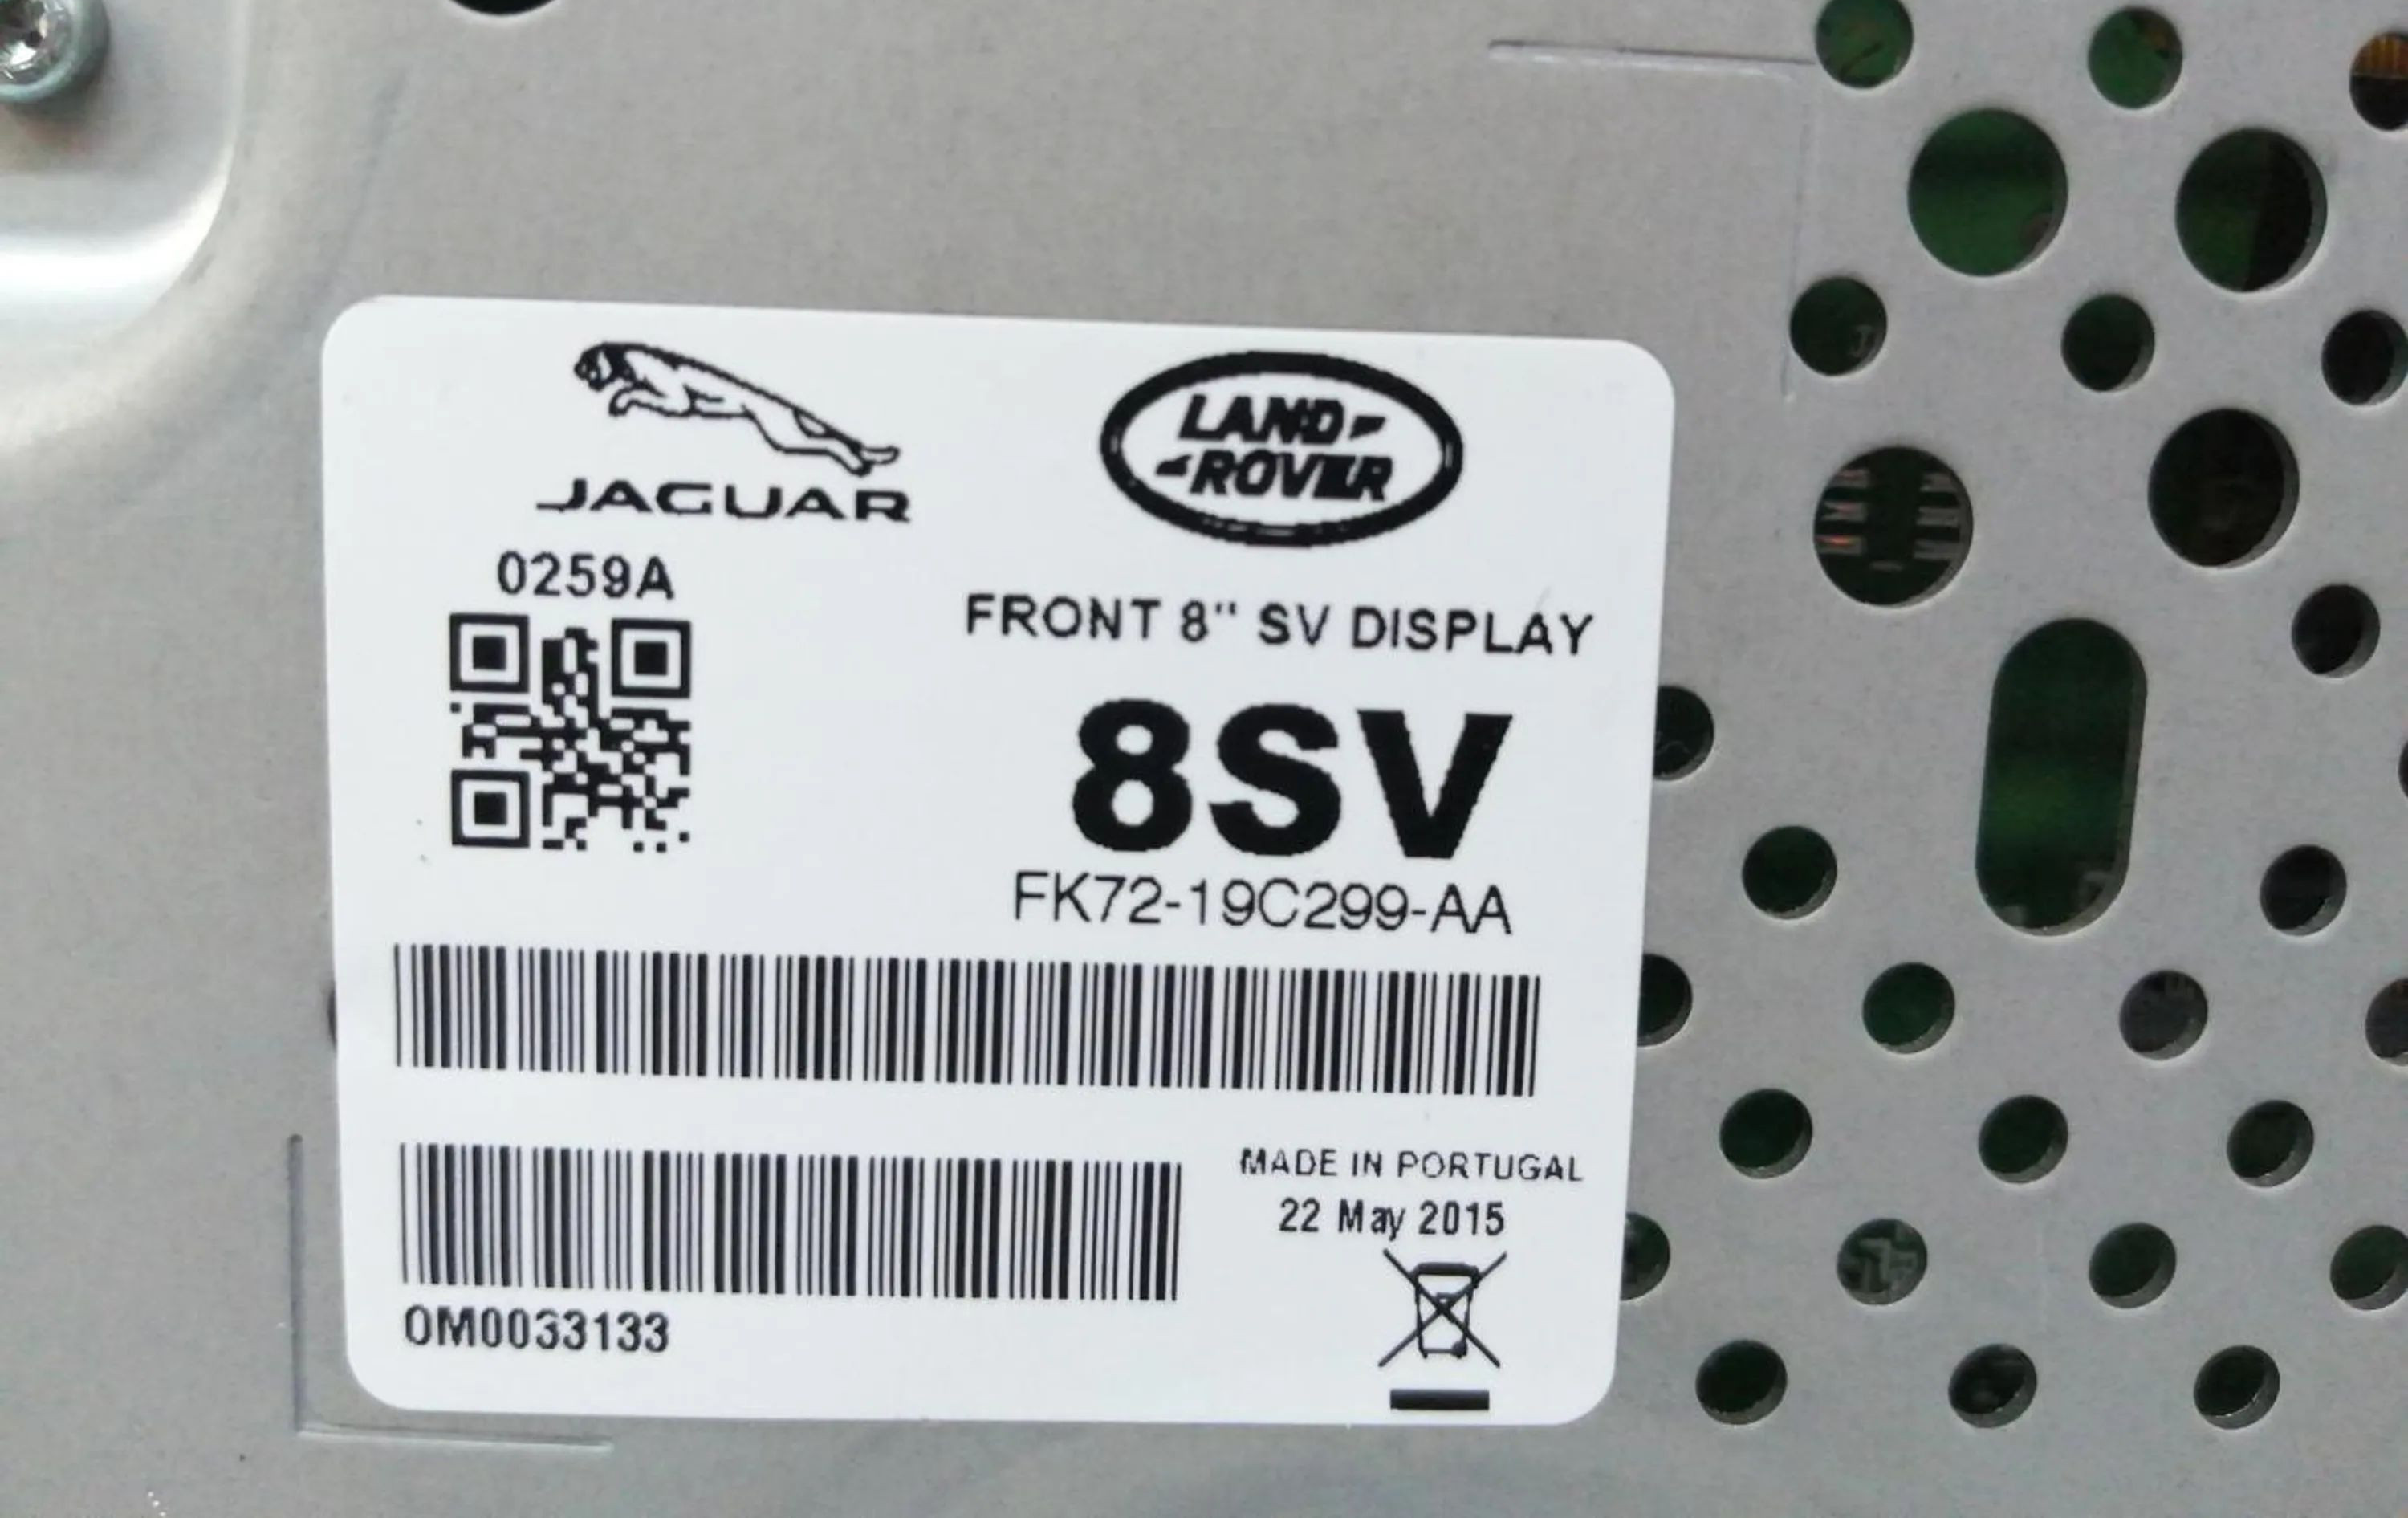 JAGUAR
LAND
ROVER
0259A
FRONT 8" SV DISPLAY
8SV
FK72-19C299-AA
MADE IN PORTUGAL
22 May 2015
0M0033133